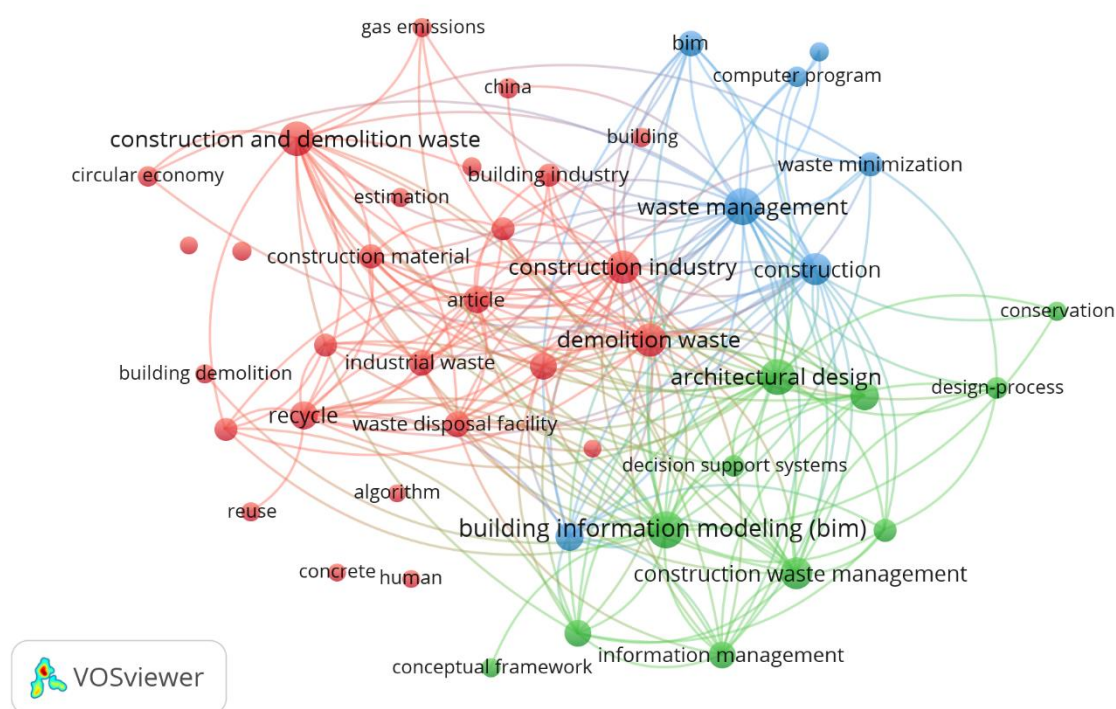 gas emissions
bim
computer program
china
construction and demolition waste
building
waste minimization
circular economy
building industry
estimation
waste management
construction material
construction industry
construction
article
conservation
demolition waste
industrial waste
building demolition
architectural design
design-process
recycle
waste disposal facility
decision support systems
algorithm
reuse
building information modeling (bim)
concrete
human
construction waste management
information management
conceptual framework
VOSviewer